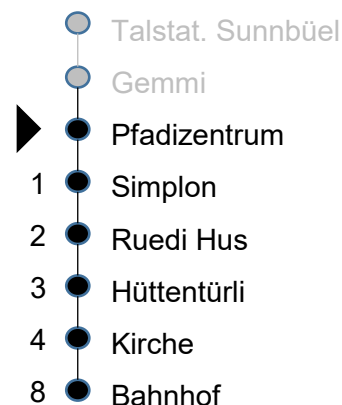 Talstat. Sunnbüel
Gemmi
Pfadizentrum
1 Simplon
2 Ruedi Hus
3 Hüttentürli
4 Kirche
8 Bahnhof